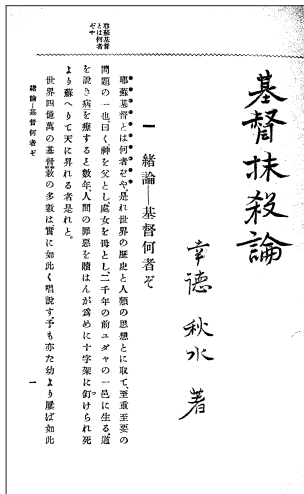 基督抹殺論
幸德秋水著
一 緒論―基督何者ぞ
耶蘇基督とは何者ぞや、是れ世界の歷史と人類の思想とに取て、至重至要の
問題の一也曰く、神を父とし處女を母とし二千年の前ユダヤの一邑に生る、道
を說き病を療すると數年、人間の罪惡を贖はんが爲めに十字架に釘けられ死
より蘇へりて天に昇れる者是れと。
世界四億萬の基督敎の多數は實に如此く唱說す、予も亦た幼より屢ば如此
耶蘇基督
とは何者
ぞや
緒論―基督何者ぞ
一